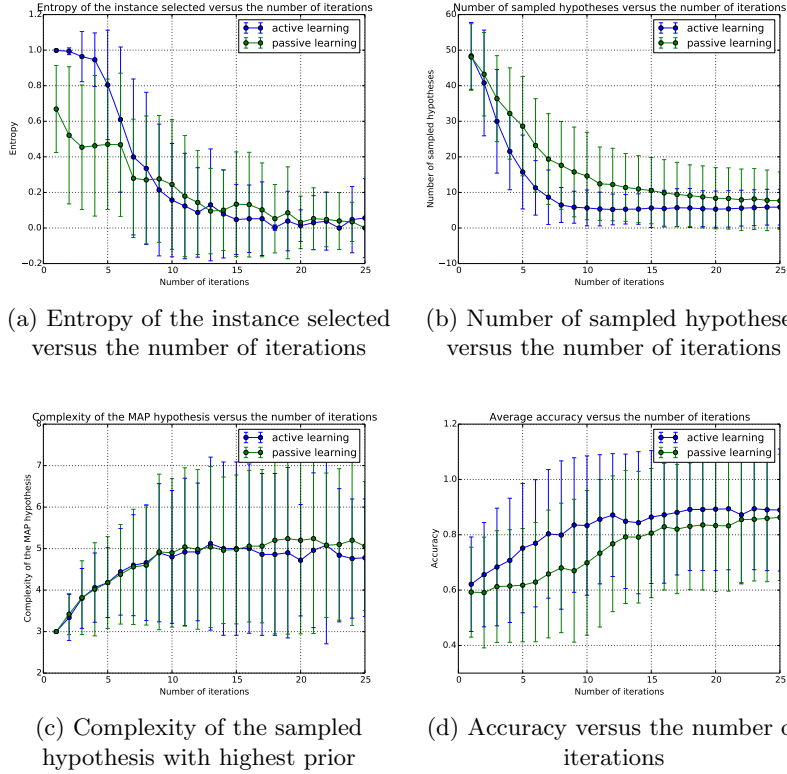 Entropy of the instance selected versus the number of iterations
1.2
1.0
0.8
0.6
0.4
0.2
0.0
−0.2
Entropy
active learning
passive learning
0 5 10 15 20 25
Number of iterations
(a) Entropy of the instance selected
versus the number of iterations
Number of sampled hypotheses versus the number of iterations
60
50
40
30
20
10
0
−10
Number of sampled hypotheses
active learning
passive learning
0 5 10 15 20 25
Number of iterations
(b) Number of sampled hypothese
versus the number of iterations
Complexity of the MAP hypothesis versus the number of iterations
8
7
6
5
4
3
2
Complexity of the MAP hypothesis
active learning
passive learning
0 5 10 15 20 25
Number of iterations
(c) Complexity of the sampled
hypothesis with highest prior
Average accuracy versus the number of iterations
1.2
1.0
0.8
0.6
0.4
Accuracy
active learning
passive learning
0 5 10 15 20 25
Number of iterations
(d) Accuracy versus the number o
iterations